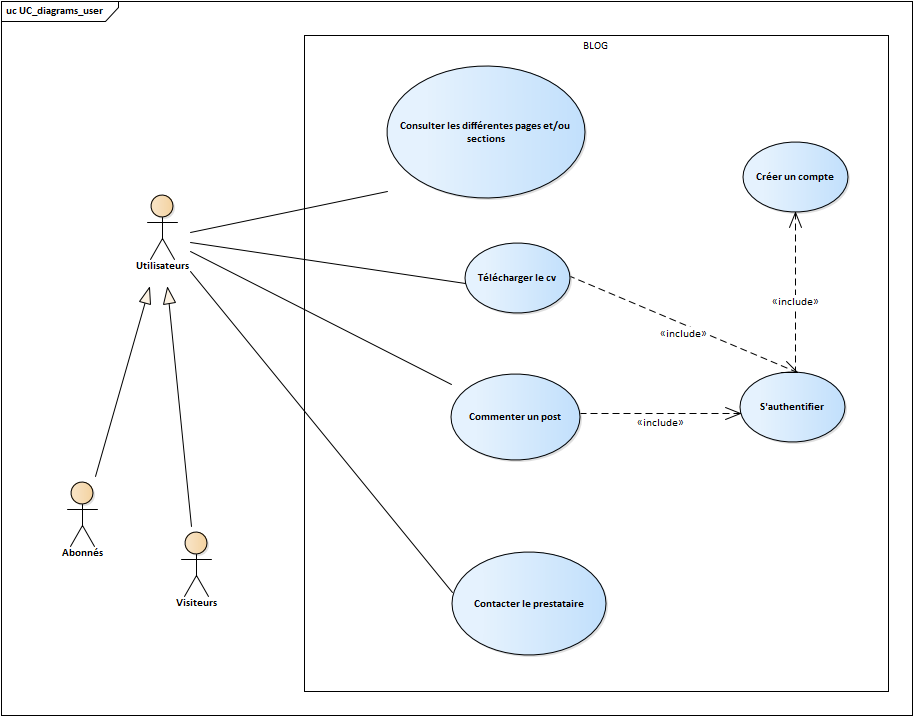 uc UC_diagrams_user
BLOG
Consulter les différentes pages et/ou
sections
Créer un compte
Utilisateurs
Télécharger le cv
«include»
«include»
S'authentifier
Commenter un post
«include»
Abonnés
Visiteurs
Contacter le prestataire